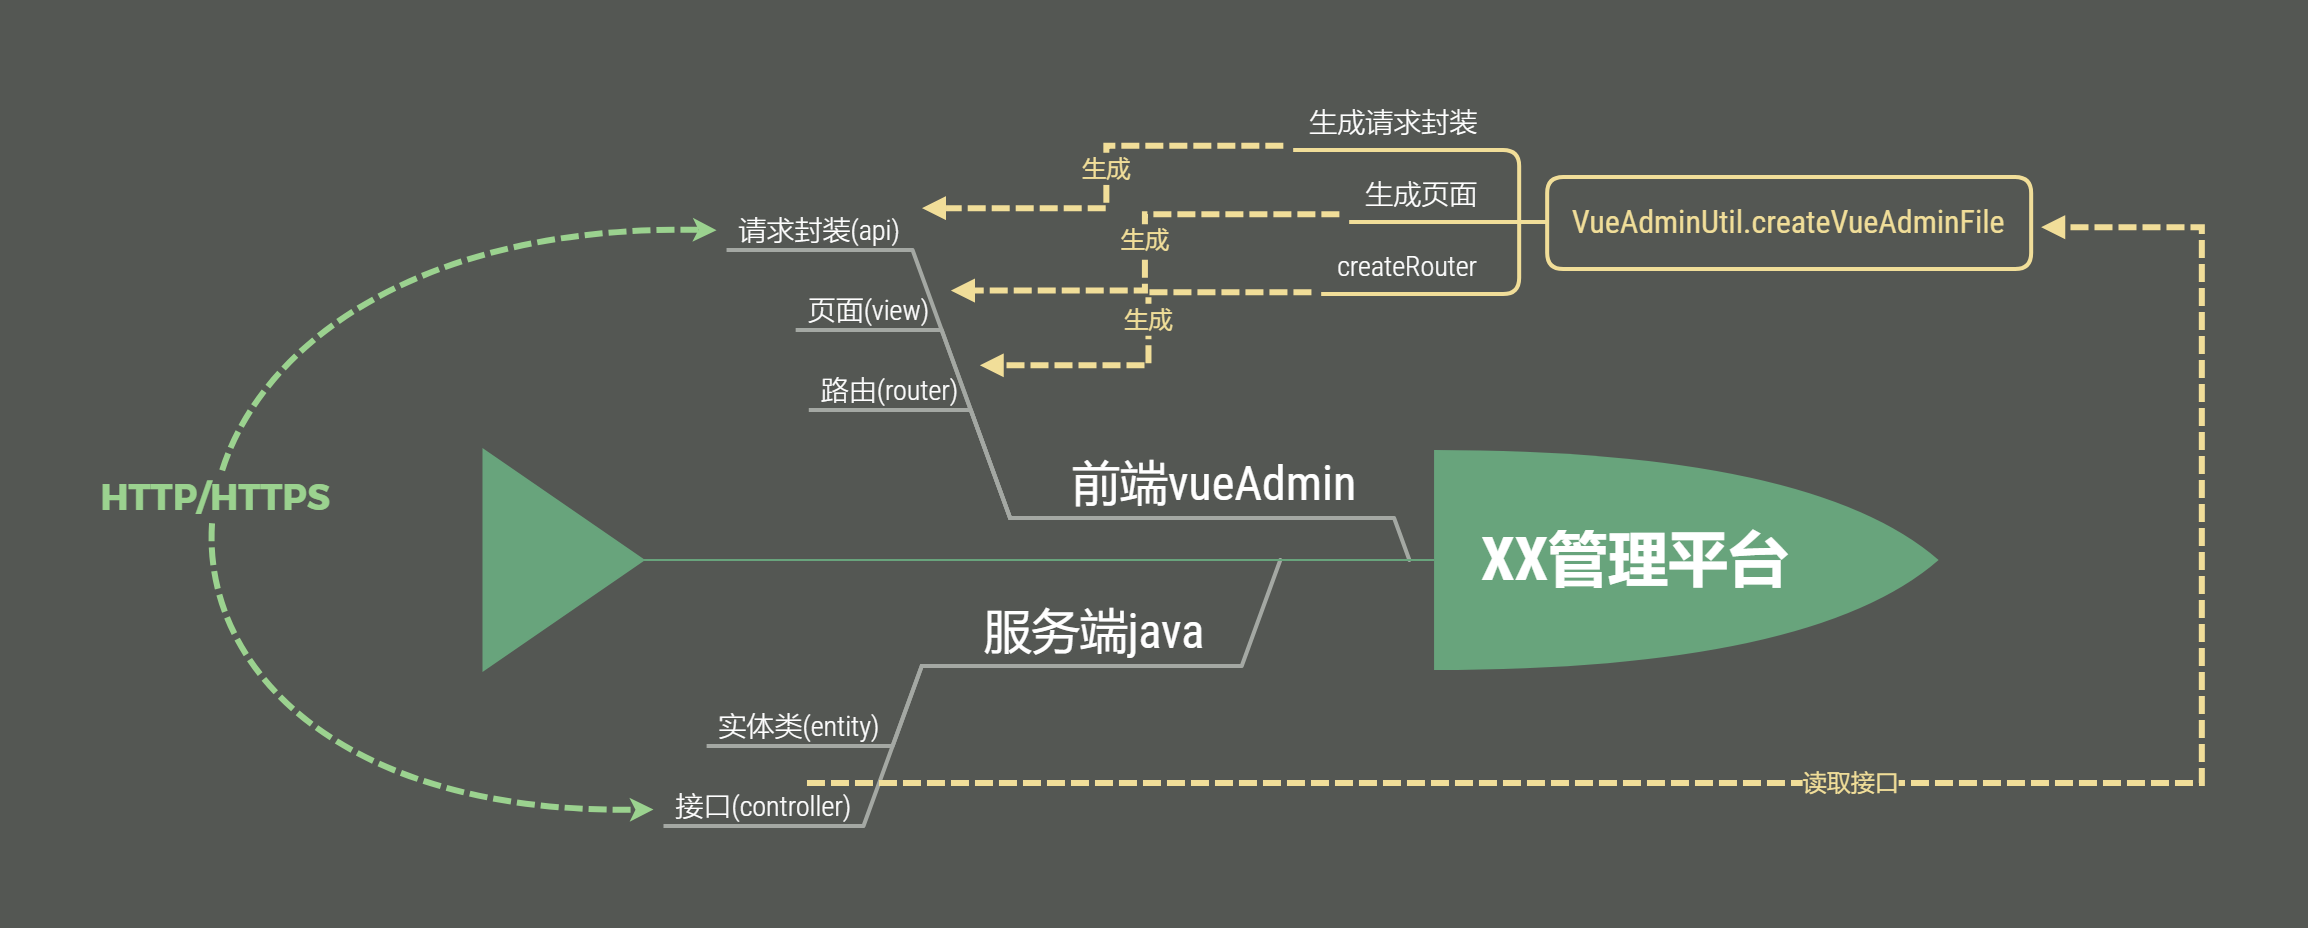 生成请求封装
生成
生成页面
VueAdminUtil.createVueAdminFile
请求封装(api)
生成
createRouter
页面(view)
生成
路由(router)
前端vueAdmin
HTTP/HTTPS
XX管理平台
服务端java
实体类(entity)
读取接口
接口(controller)